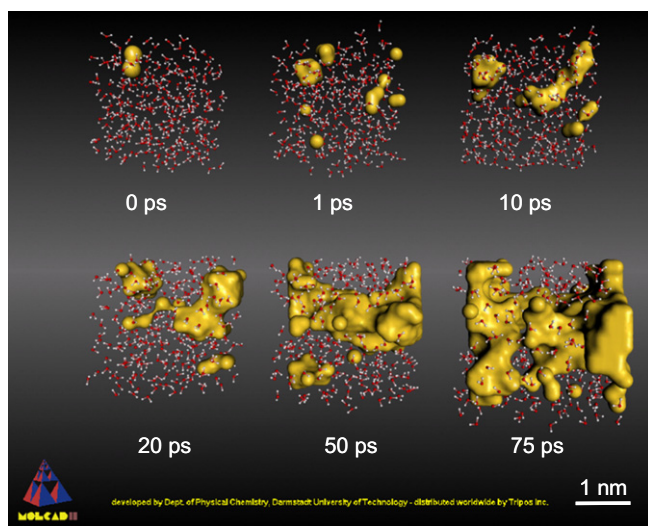 0 ps
1 ps
10 ps
20 ps
50 ps
75 ps
1 nm
MOLCAD II
developed by Dept. of Physical Chemistry, Darmstadt University of Technology - distributed worldwide by Tripos Inc.